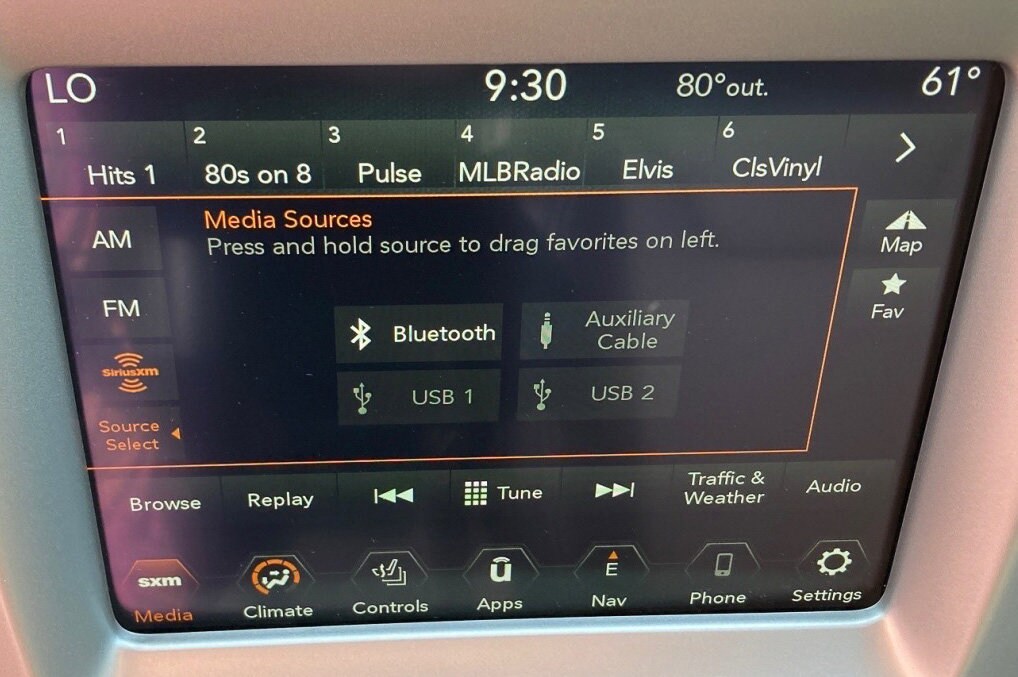 LO 9:30 80° out. 61°
1 2 3 4 5 6
Hits 1 80s on 8 Pulse MLBRadio Elvis ClsVinyl
Media Sources
Press and hold source to drag favorites on left.
AM
FM
SiriusXM
Source
Select
Bluetooth
Auxiliary
Cable
USB 1
USB 2
Map
Fav
Browse Replay Tune
Traffic &
Weather
Audio
sxm
Media
Climate
Controls
Apps
E
Nav
Phone
Settings